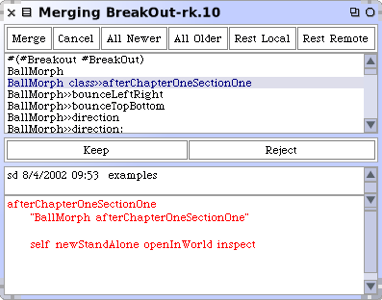 Merging BreakOut-rk.10
Merge Cancel All Newer All Older Rest Local Rest Remote
#(#Breakout #BreakOut)
BallMorph
BallMorph class>>afterChapterOneSectionOne
BallMorph>>bounceLeftRight
BallMorph>>bounceTopBottom
BallMorph>>direction
BallMorph>>direction:
Keep Reject
sd 8/4/2002 09:53 examples
afterChapterOneSectionOne
"BallMorph afterChapterOneSectionOne"
self newStandAlone openInWorld inspect